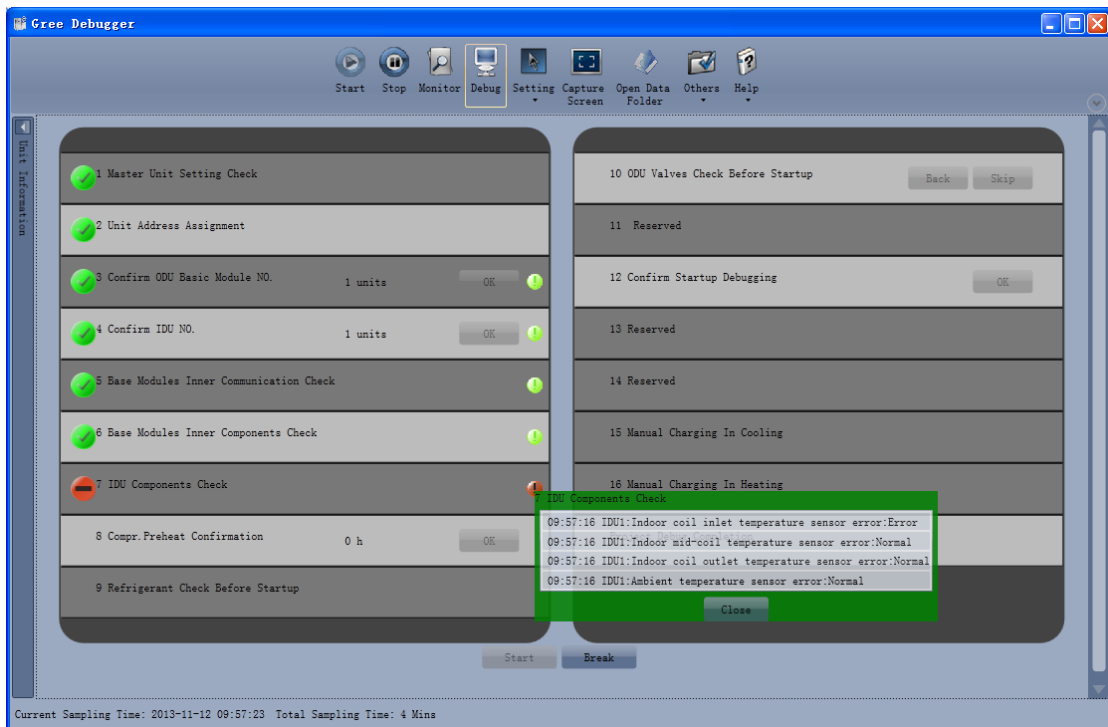 Gree Debugger
Start Stop Monitor Debug Setting Capture Screen Open Data Folder Others Help
Unit Information
1 Master Unit Setting Check
2 Unit Address Assignment
3 Confirm ODU Basic Module NO. 1 units OK
4 Confirm IDU NO. 1 units OK
5 Base Modules Inner Communication Check
6 Base Modules Inner Components Check
7 IDU Components Check
8 Compr.Preheat Confirmation 0 h OK
9 Refrigerant Check Before Startup
10 ODU Valves Check Before Startup Back Skip
11 Reserved
12 Confirm Startup Debugging OK
13 Reserved
14 Reserved
15 Manual Charging In Cooling
16 Manual Charging In Heating
7 IDU Components Check
09:57:16 IDU1:Indoor coil inlet temperature sensor error:Error
09:57:16 IDU1:Indoor mid-coil temperature sensor error:Normal
09:57:16 IDU1:Indoor coil outlet temperature sensor error:Normal
09:57:16 IDU1:Ambient temperature sensor error:Normal
Close
Start Break
Current Sampling Time: 2013-11-12 09:57:23 Total Sampling Time: 4 Mins